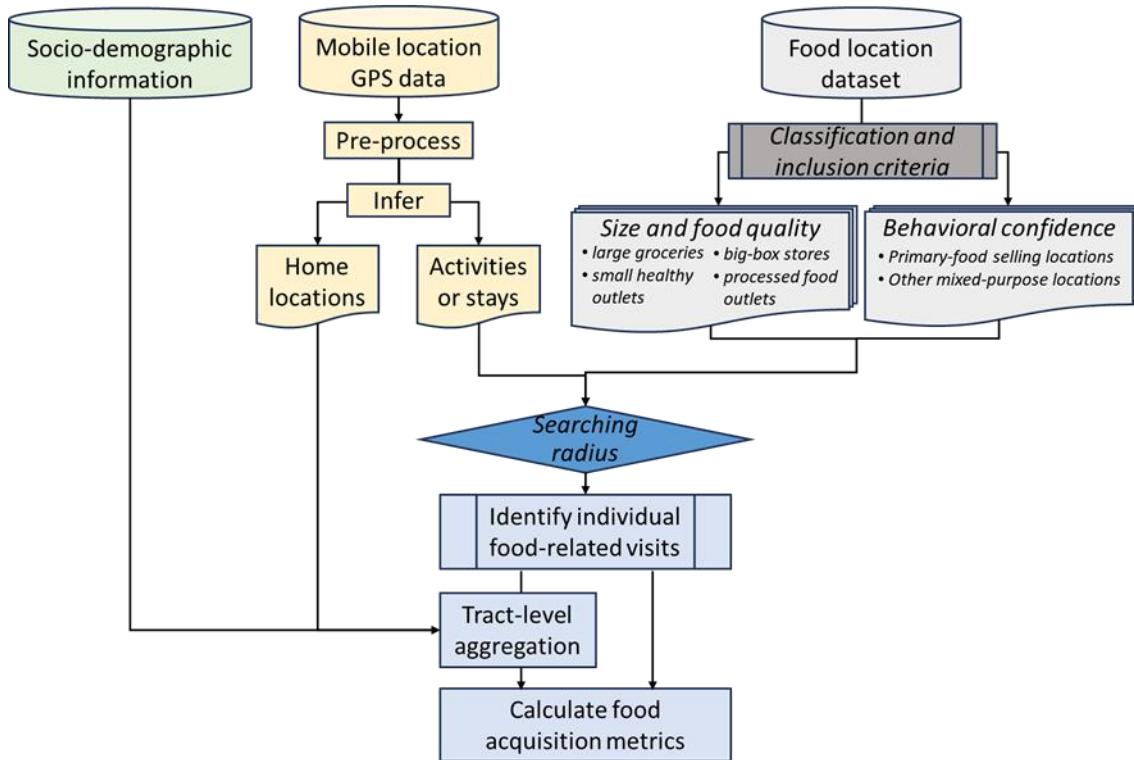 Socio-demographic
information
Mobile location
GPS data
Food location
dataset
Pre-process
Classification and
inclusion criteria
Infer
Size and food quality
• large groceries • big-box stores
• small healthy • processed food
outlets outlets
Behavioral confidence
• Primary-food selling locations
• Other mixed-purpose locations
Home
locations
Activities
or stays
Searching
radius
Identify individual
food-related visits
Tract-level
aggregation
Calculate food
acquisition metrics